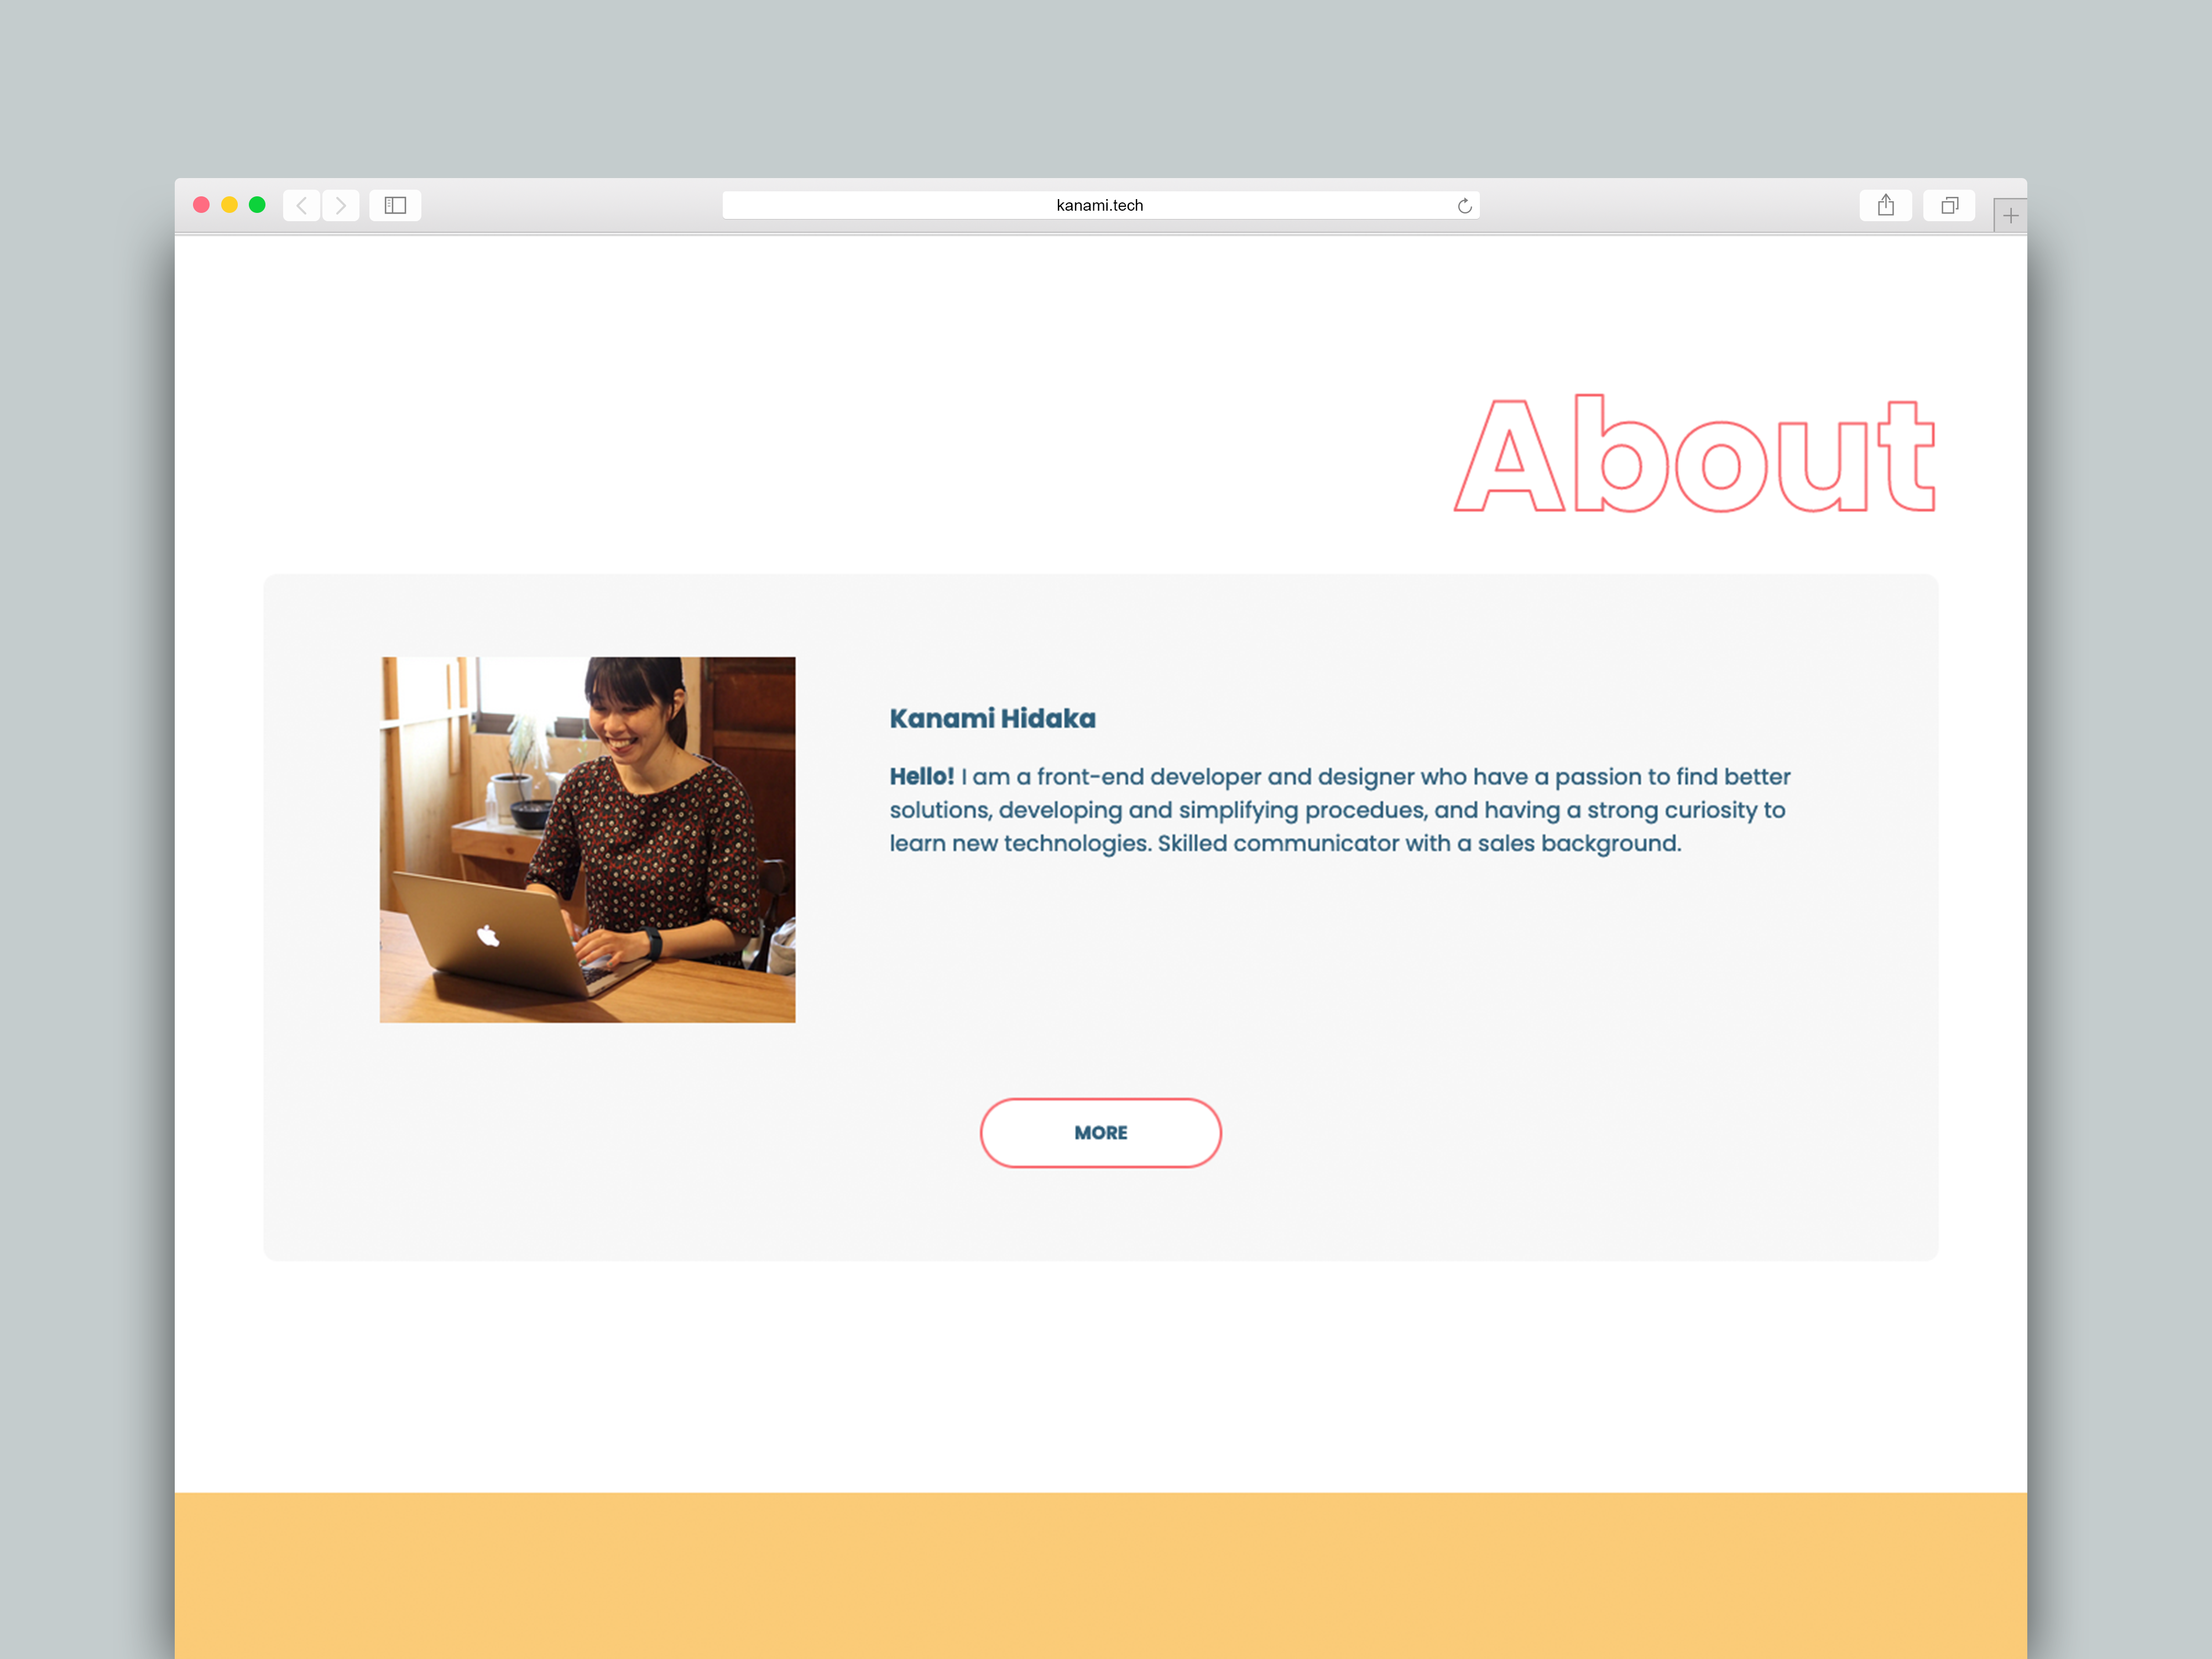 kanami.tech
About
Kanami Hidaka
Hello! I am a front-end developer and designer who have a passion to find better
solutions, developing and simplifying procedues, and having a strong curiosity to
learn new technologies. Skilled communicator with a sales background.
MORE